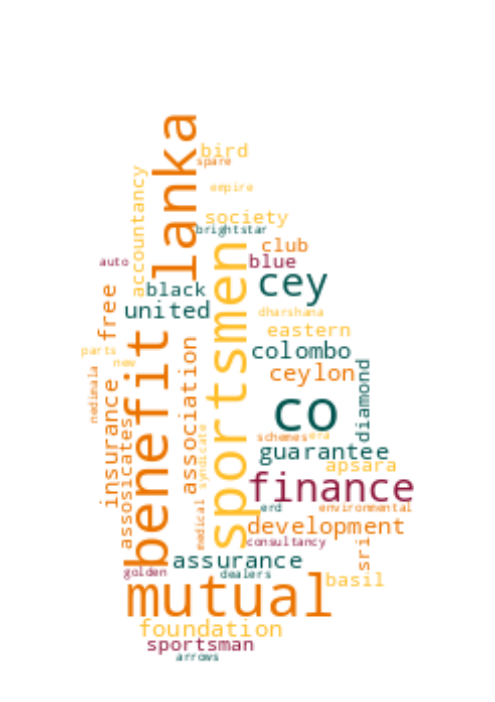 lanka
bird
spare
accountancy
empire
society
brightstar
club
auto
blue
sportsmen
cey
black
free
united
dharshana
eastern
benefit
association
colombo
parts
new
ceylon
nedimala
diamond
insurance
co
assosicates
syndicate
schemes
era
guarantee
apsara
finance
medical
erd
environmental
development
sri
consultancy
assurance
golden
dealers
basil
mutual
foundation
sportsman
arrows